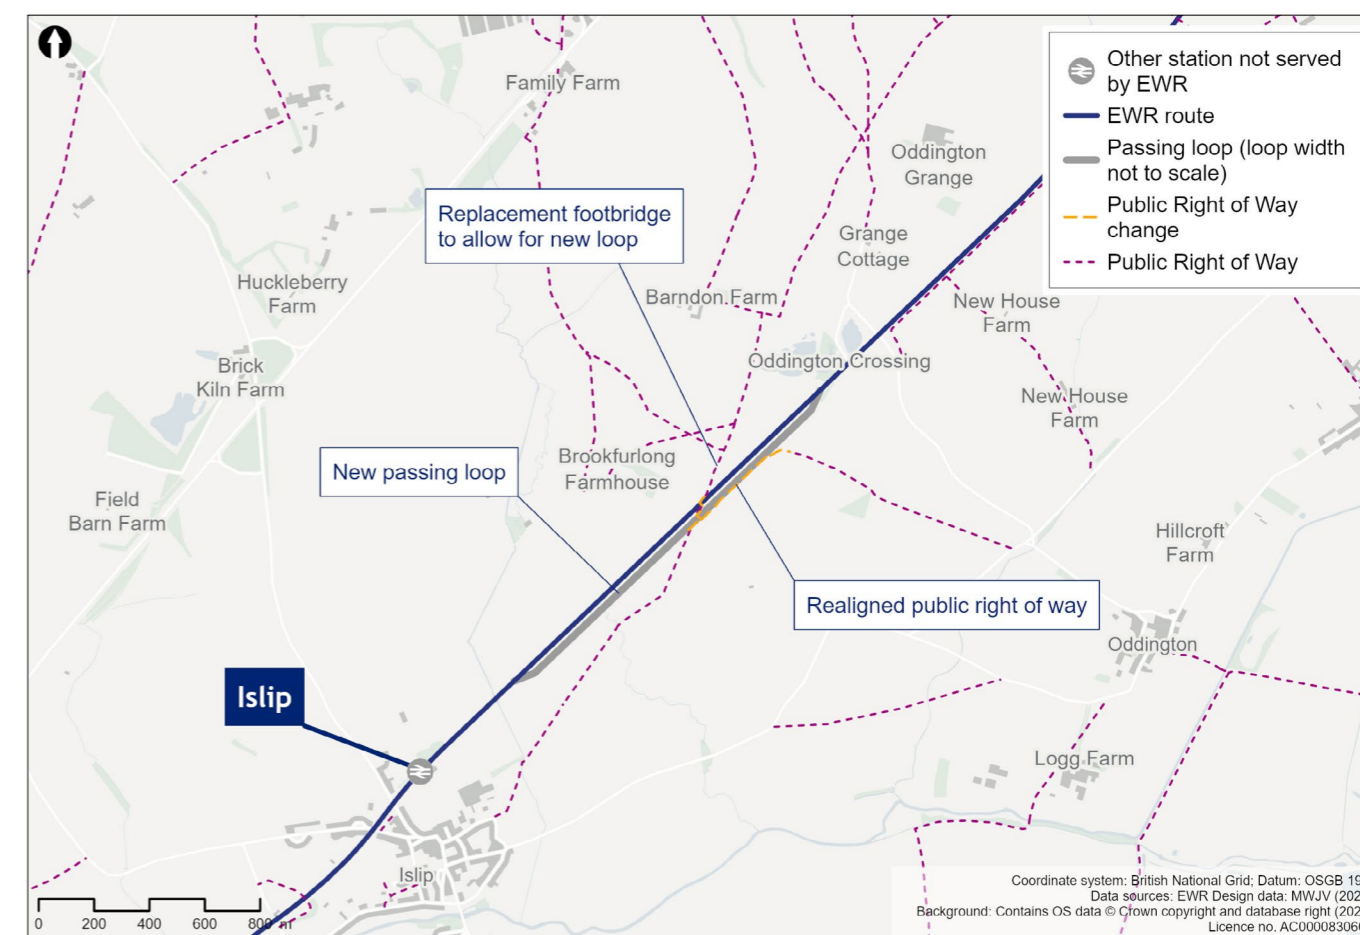 Other station not served
by EWR
EWR route
Passing loop (loop width
not to scale)
Public Right of Way
change
Public Right of Way
Family Farm
Oddington
Grange
Replacement footbridge
to allow for new loop
Grange
Cottage
Huckleberry
Farm
Barndon Farm
New House
Farm
Oddington Crossing
Brick
Kiln Farm
New House
Farm
New passing loop
Brookfurlong
Farmhouse
Field
Barn Farm
Hillcroft
Farm
Realigned public right of way
Oddington
Islip
Logg Farm
Islip
0 200 400 600 800 m
Coordinate system: British National Grid; Datum: OSGB 19
Data sources: EWR Design data: MWJV (202
Background: Contains OS data © Crown copyright and database right (202
Licence no. AC000083060